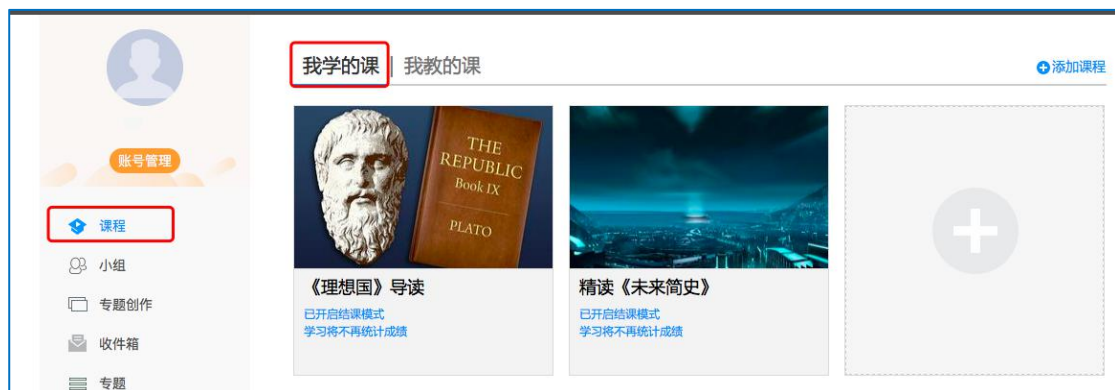 账号管理
课程
小组
专题创作
收件箱
专题
我学的课 | 我教的课
添加课程
THE
REPUBLIC
Book IX
PLATO
《理想国》导读
已开启结课模式
学习将不再统计成绩
精读《未来简史》
已开启结课模式
学习将不再统计成绩